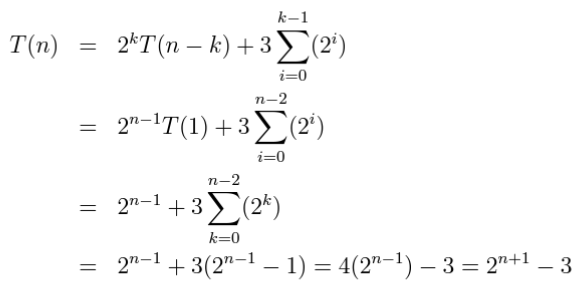 T(n) = 2^k T(n − k) + 3 ∑_{i=0}^{k−1} (2^i)
= 2^{n−1} T(1) + 3 ∑_{i=0}^{n−2} (2^i)
= 2^{n−1} + 3 ∑_{k=0}^{n−2} (2^k)
= 2^{n−1} + 3(2^{n−1} − 1) = 4(2^{n−1}) − 3 = 2^{n+1} − 3